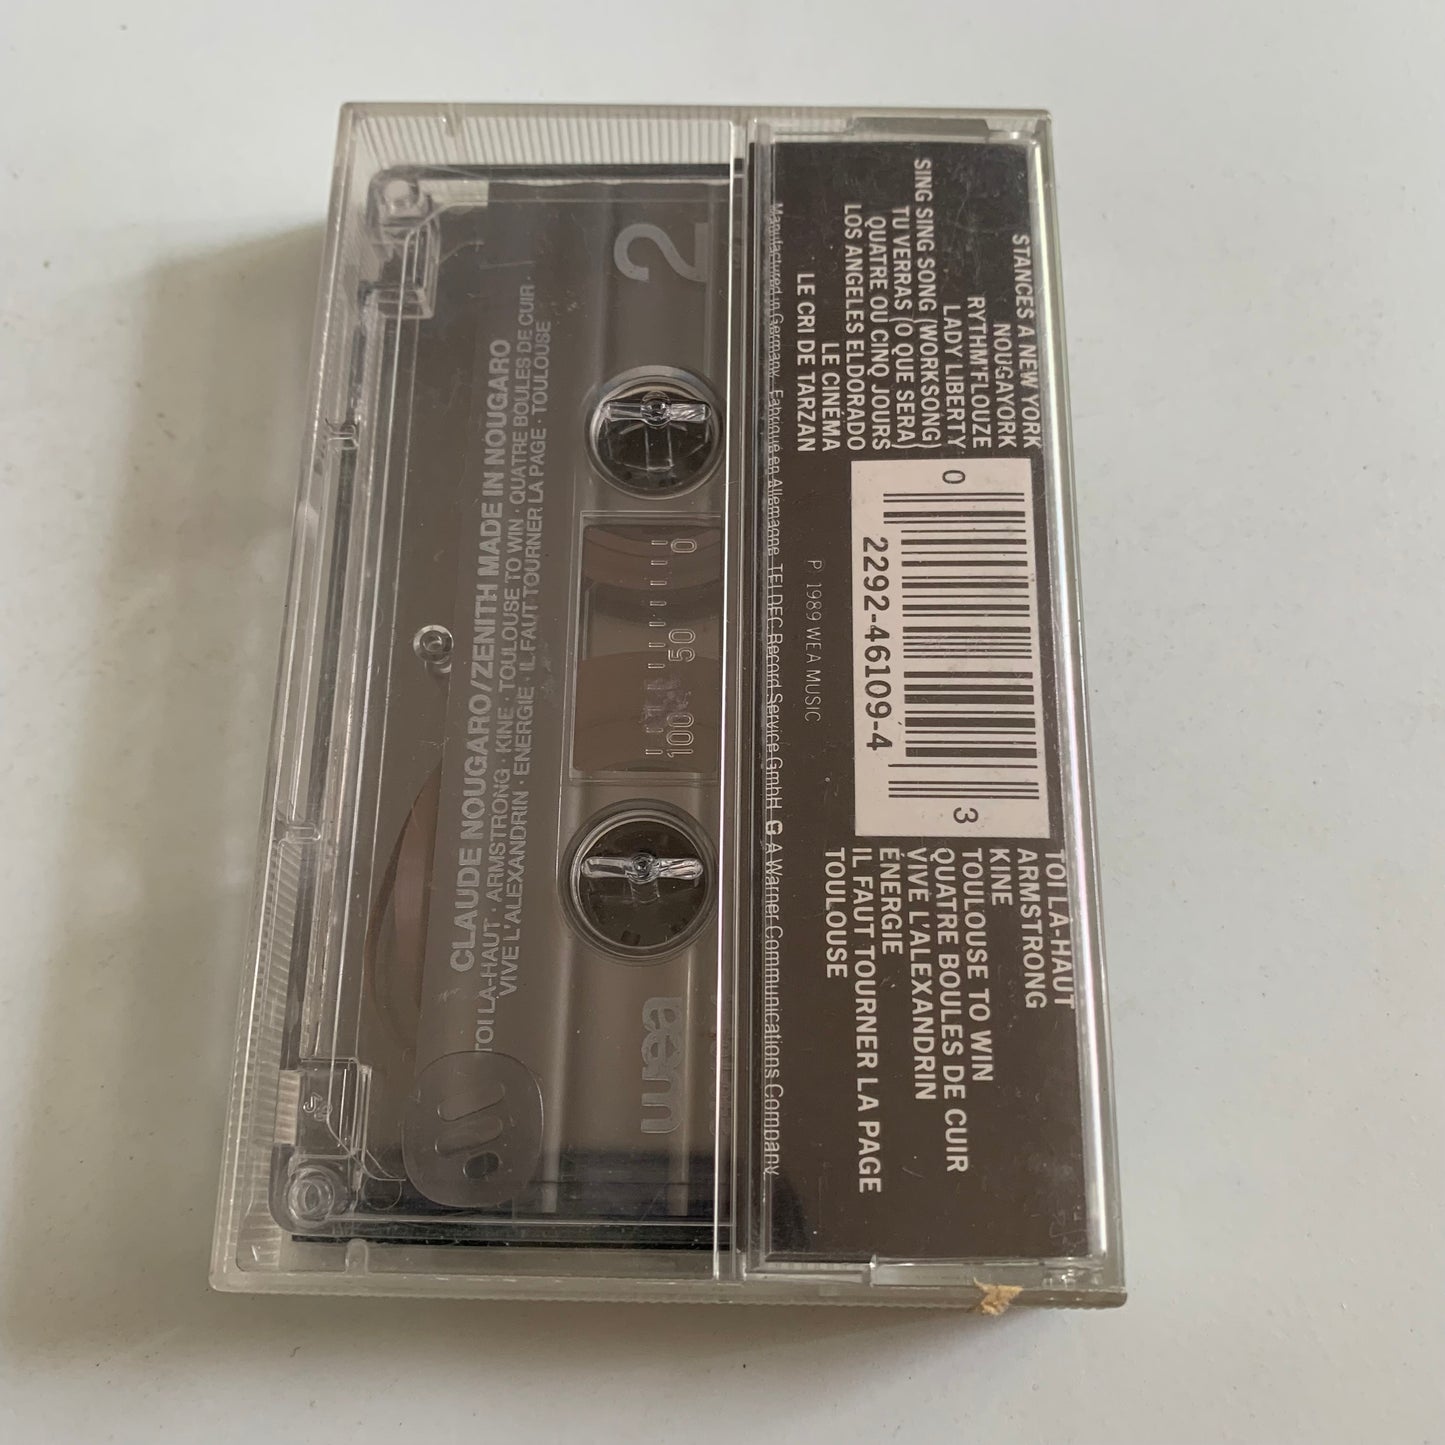 STANCES A NEW YORK
NOUGAYORK
RYTHM'FLOUZE
LADY LIBERTY
SING SING SONG (WORKSONG)
TU VERRAS (O QUE SERA)
QUATRE OU CINQ JOURS
LOS ANGELES ELDORADO
LE CINÉMA
LE CRI DE TARZAN
0
2292-46109-4
3
TOI LA-HAUT
ARMSTRONG
KINE
TOULOUSE TO WIN
QUATRE BOULES DE CUIR
VIVE L'ALEXANDRIN
ÉNERGIE
IL FAUT TOURNER LA PAGE
TOULOUSE
P 1989 WEA MUSIC
Manufactured in Germany. Fabriqué en Allemagne. TELDEC Record Service GmbH. A Warner Communications Company
2
0 50 100
wea
CLAUDE NOUGARO/ZENITH MADE IN NOUGARO
TOI LA-HAUT · ARMSTRONG · KINE · TOULOUSE TO WIN · QUATRE BOULES DE CUIR ·
VIVE L'ALEXANDRIN · ENERGIE · IL FAUT TOURNER LA PAGE · TOULOUSE